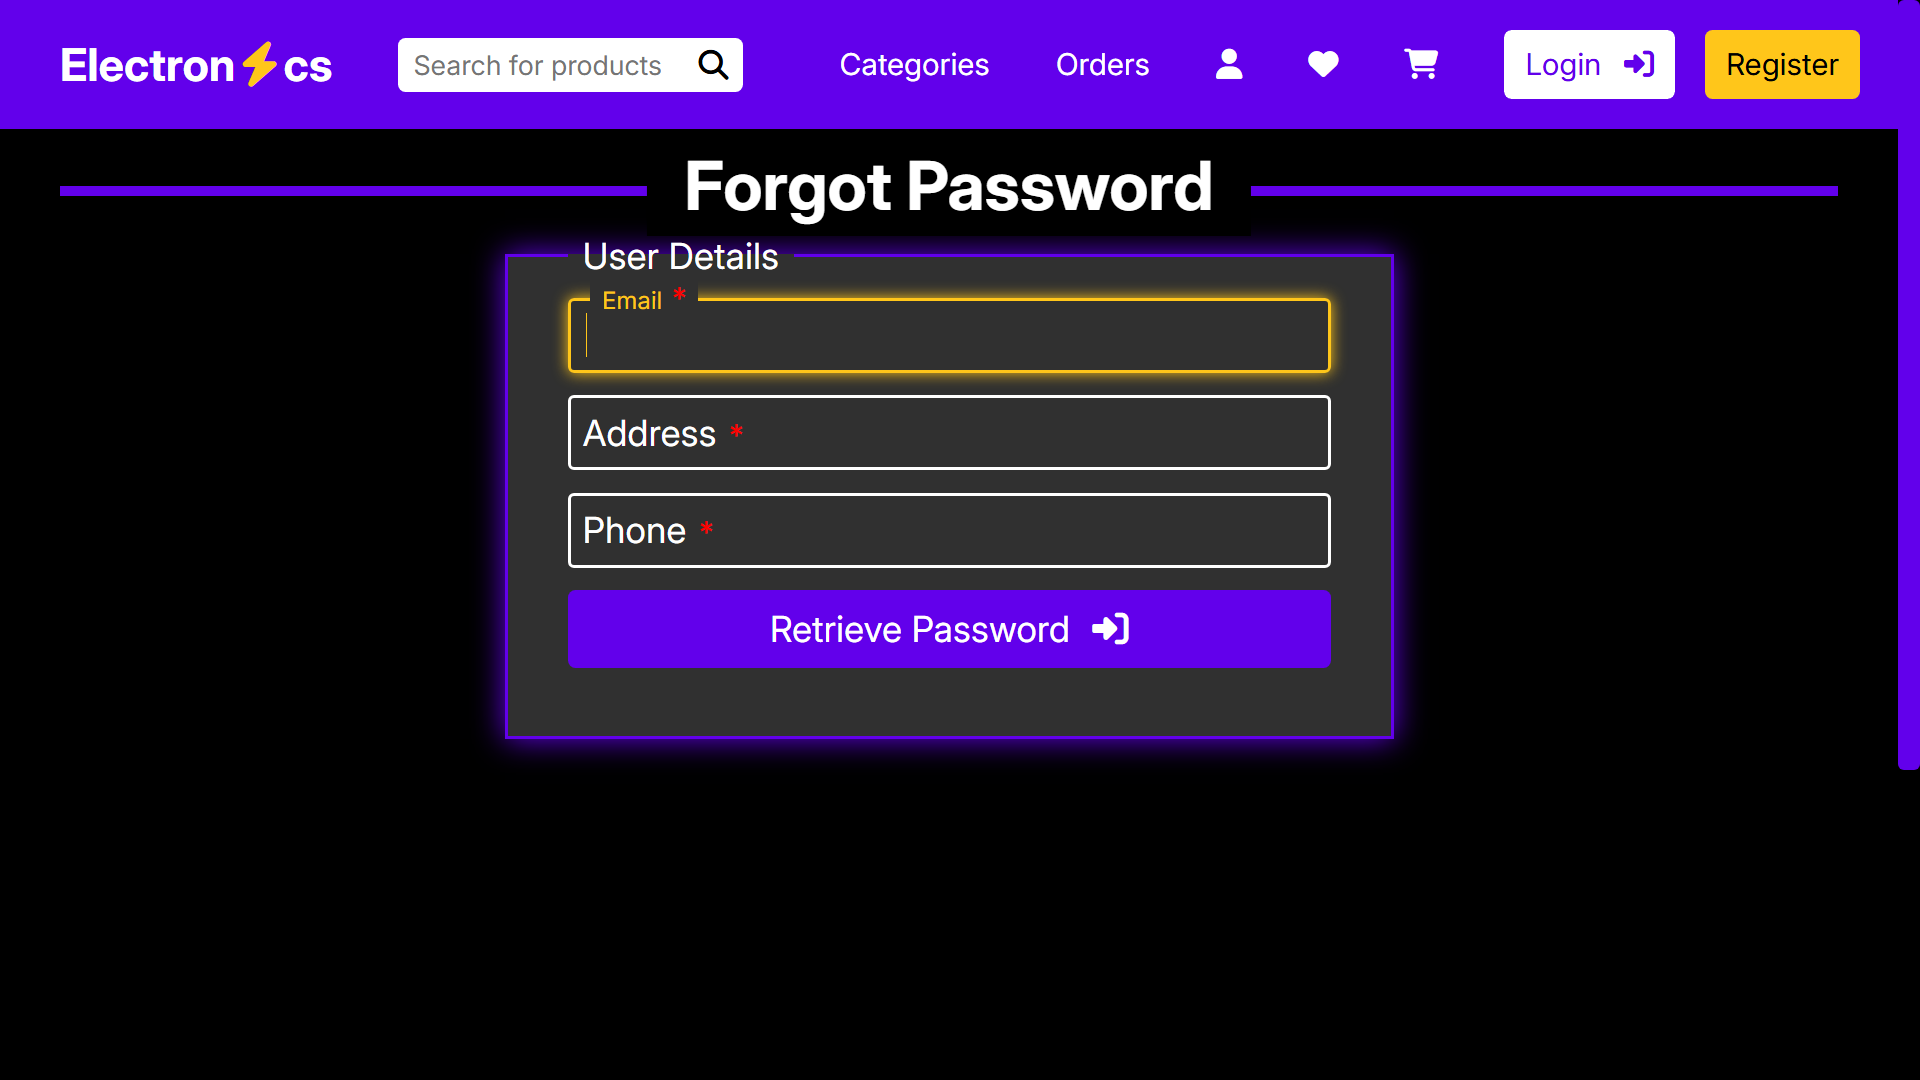 Electron⚡cs Search for products Categories Orders Login Register
Forgot Password
User Details
Email *
Address *
Phone *
Retrieve Password